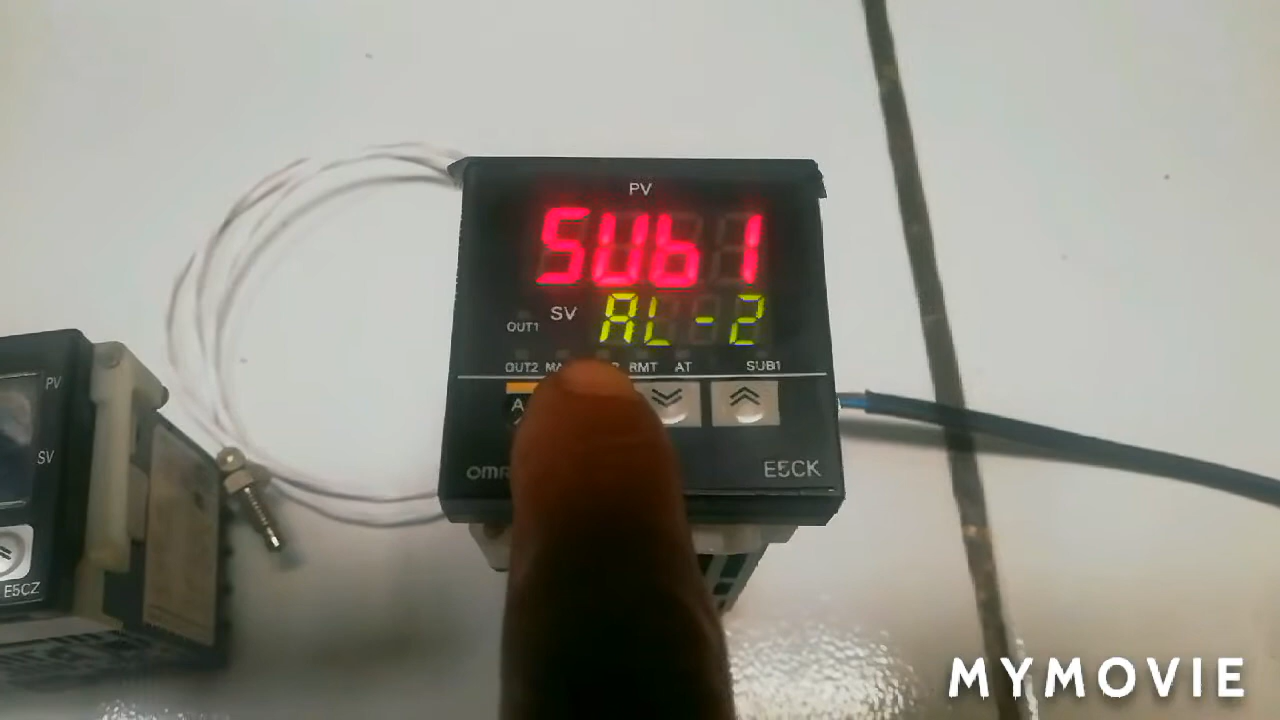 PV
SUb1
SV
AL-2
OUT1
OUT2
RMT
AT
SUB1
E5CK
PV
SV
E5CZ
MYMOVIE